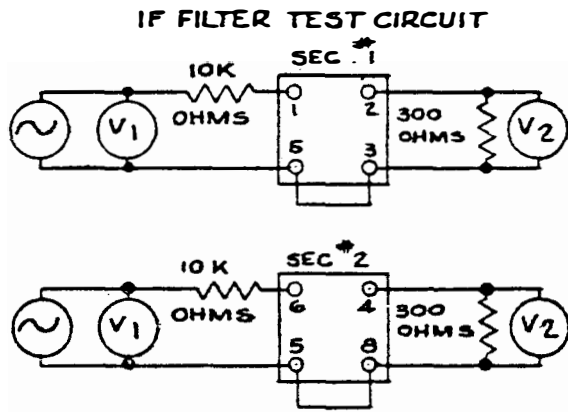 IF FILTER TEST CIRCUIT
SEC. #1
10K
OHMS
V1
1
2
5
3
300
OHMS
V2
SEC #2
10K
OHMS
V1
6
4
5
8
300
OHMS
V2